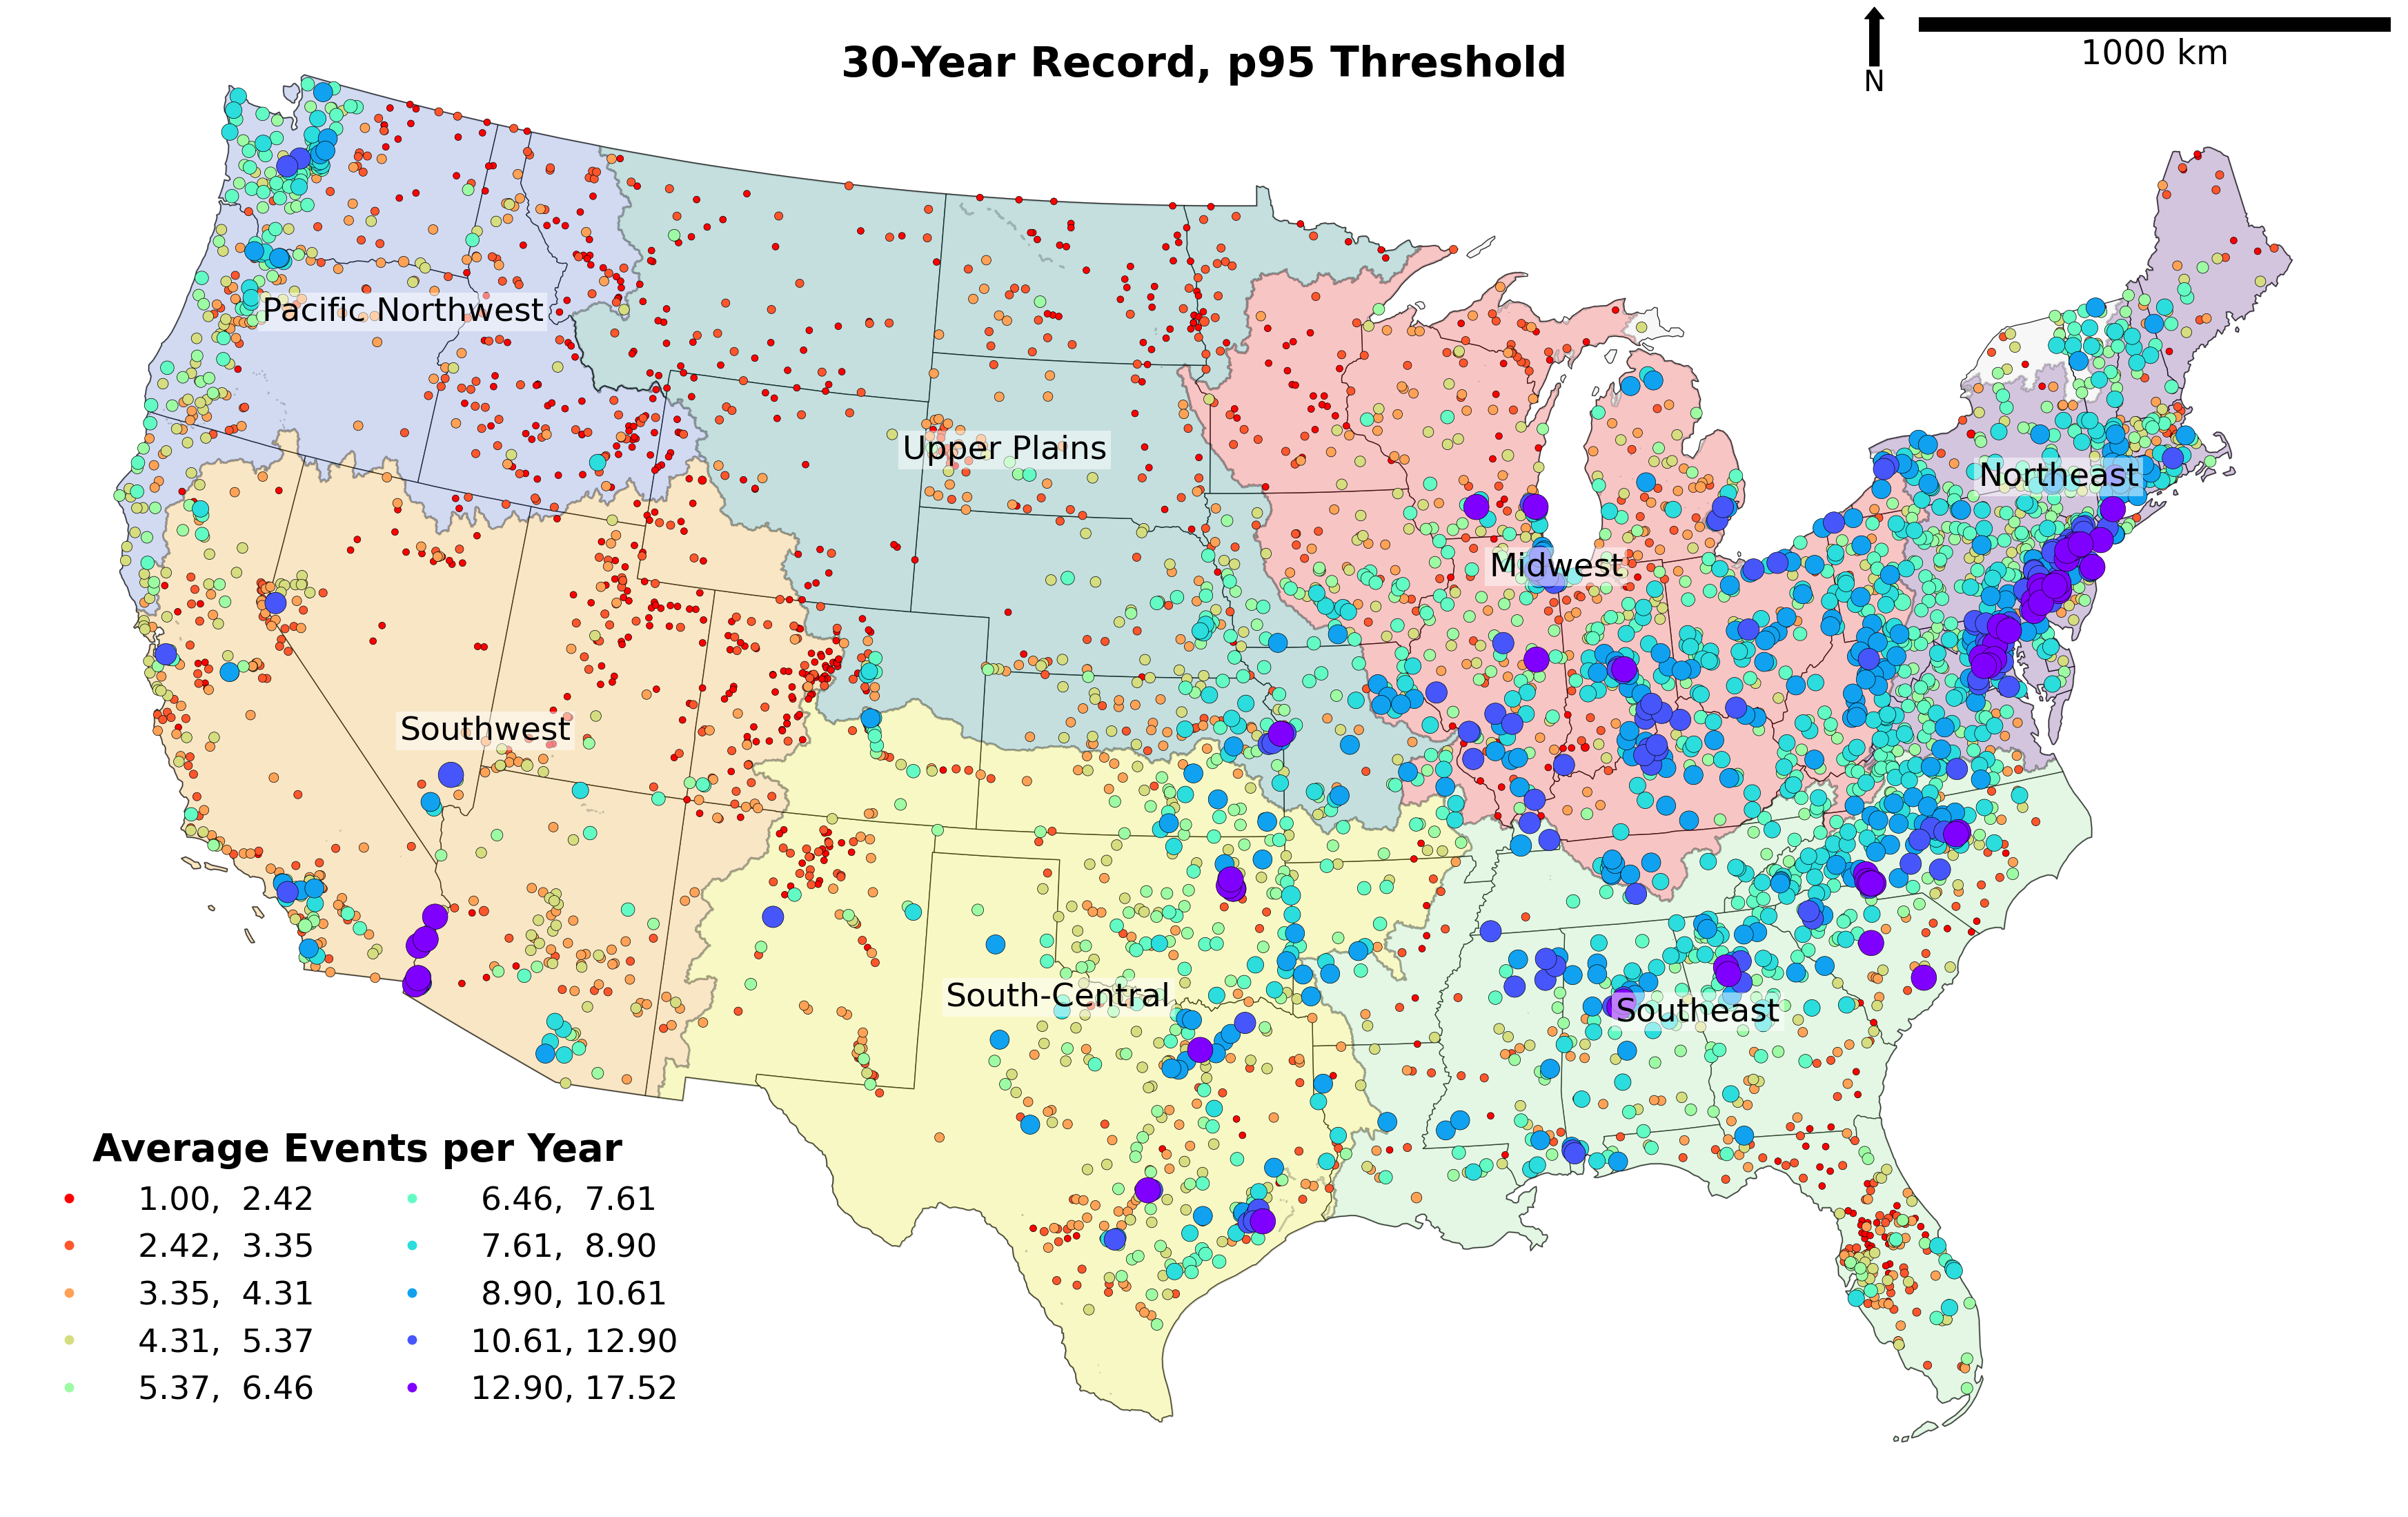 30-Year Record, p95 Threshold
N
1000 km
Pacific Northwest
Upper Plains
Northeast
Midwest
Southwest
South-Central
Southeast
Average Events per Year
1.00, 2.42
2.42, 3.35
3.35, 4.31
4.31, 5.37
5.37, 6.46
6.46, 7.61
7.61, 8.90
8.90, 10.61
10.61, 12.90
12.90, 17.52